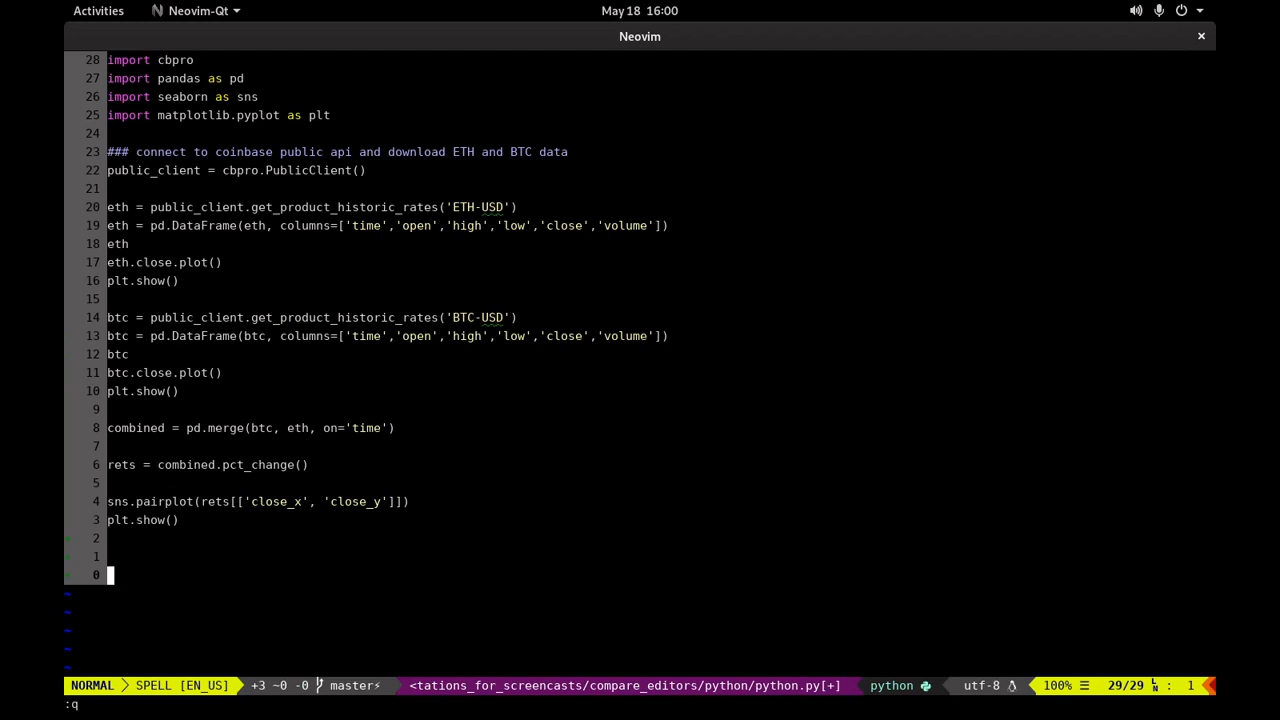 Activities Neovim-Qt May 18 16:00
Neovim ×
28 import cbpro
27 import pandas as pd
26 import seaborn as sns
25 import matplotlib.pyplot as plt
24
23 ### connect to coinbase public api and download ETH and BTC data
22 public_client = cbpro.PublicClient()
21
20 eth = public_client.get_product_historic_rates('ETH-USD')
19 eth = pd.DataFrame(eth, columns=['time','open','high','low','close','volume'])
18 eth
17 eth.close.plot()
16 plt.show()
15
14 btc = public_client.get_product_historic_rates('BTC-USD')
13 btc = pd.DataFrame(btc, columns=['time','open','high','low','close','volume'])
12 btc
11 btc.close.plot()
10 plt.show()
9
8 combined = pd.merge(btc, eth, on='time')
7
6 rets = combined.pct_change()
5
4 sns.pairplot(rets[['close_x', 'close_y']])
3 plt.show()
+ 2
+ 1
+ 0
~
~
~
~
~
NORMAL SPELL [EN_US] +3 ~0 -0 master⚡ <tations_for_screencasts/compare_editors/python/python.py[+] python utf-8 100% ☰ 29/29 LN : 1
:q